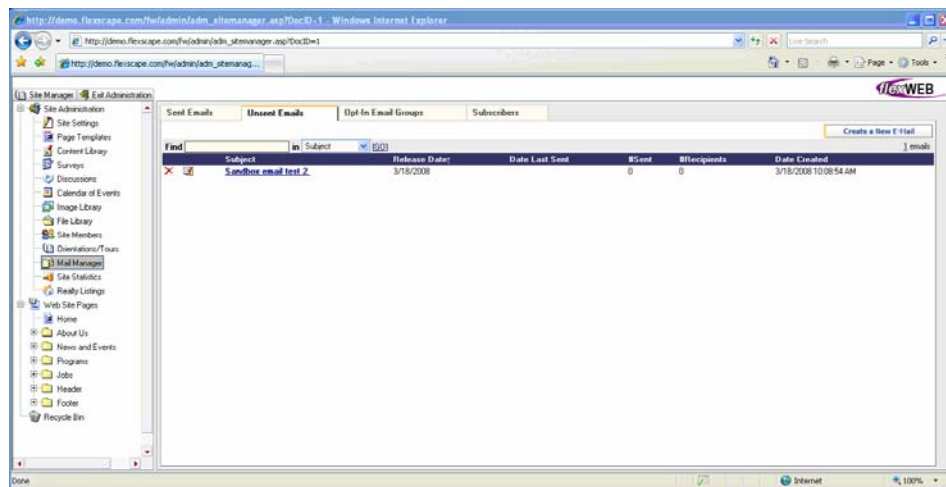 http://demo.flexscape.com/fw/admin/adm_sitemanager.asp?DocID=1 - Windows Internet Explorer
http://demo.flexscape.com/fw/admin/adm_sitemanager.asp?DocID=1
Live Search
http://demo.flexscape.com/fw/admin/adm_sitemanag...
Page
Tools
Site Manager
Exit Administration
flexWEB
Site Administration
Site Settings
Page Templates
Content Library
Surveys
Discussions
Calendar of Events
Image Library
File Library
Site Members
Orientations/Tours
Mail Manager
Site Statistics
Realty Listings
Web Site Pages
Home
About Us
News and Events
Programs
Jobs
Header
Footer
Recycle Bin
Sent Emails
Unsent Emails
Opt-In Email Groups
Subscribers
Create a New E-Mail
Find in Subject [GO]
1 emails
Subject Release Date↑ Date Last Sent #Sent #Recipients Date Created
Sandbox email test 2 3/18/2008 0 0 3/18/2008 10:08:54 AM
Done
Internet
100%